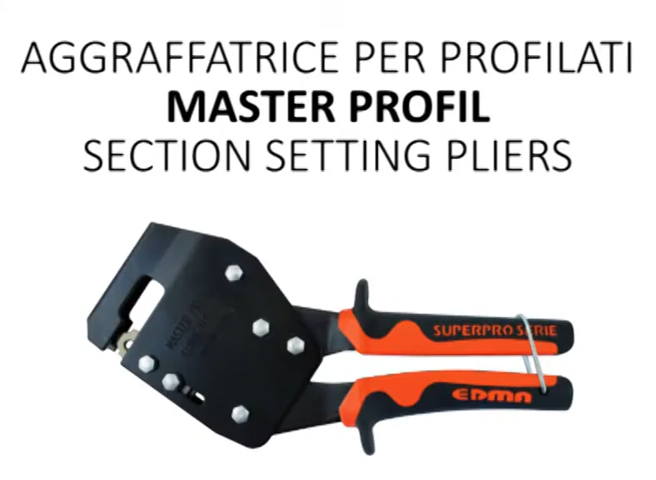 AGGRAFFATRICE PER PROFILATI
MASTER PROFIL
SECTION SETTING PLIERS
SUPERPRO SERIE
EDMA